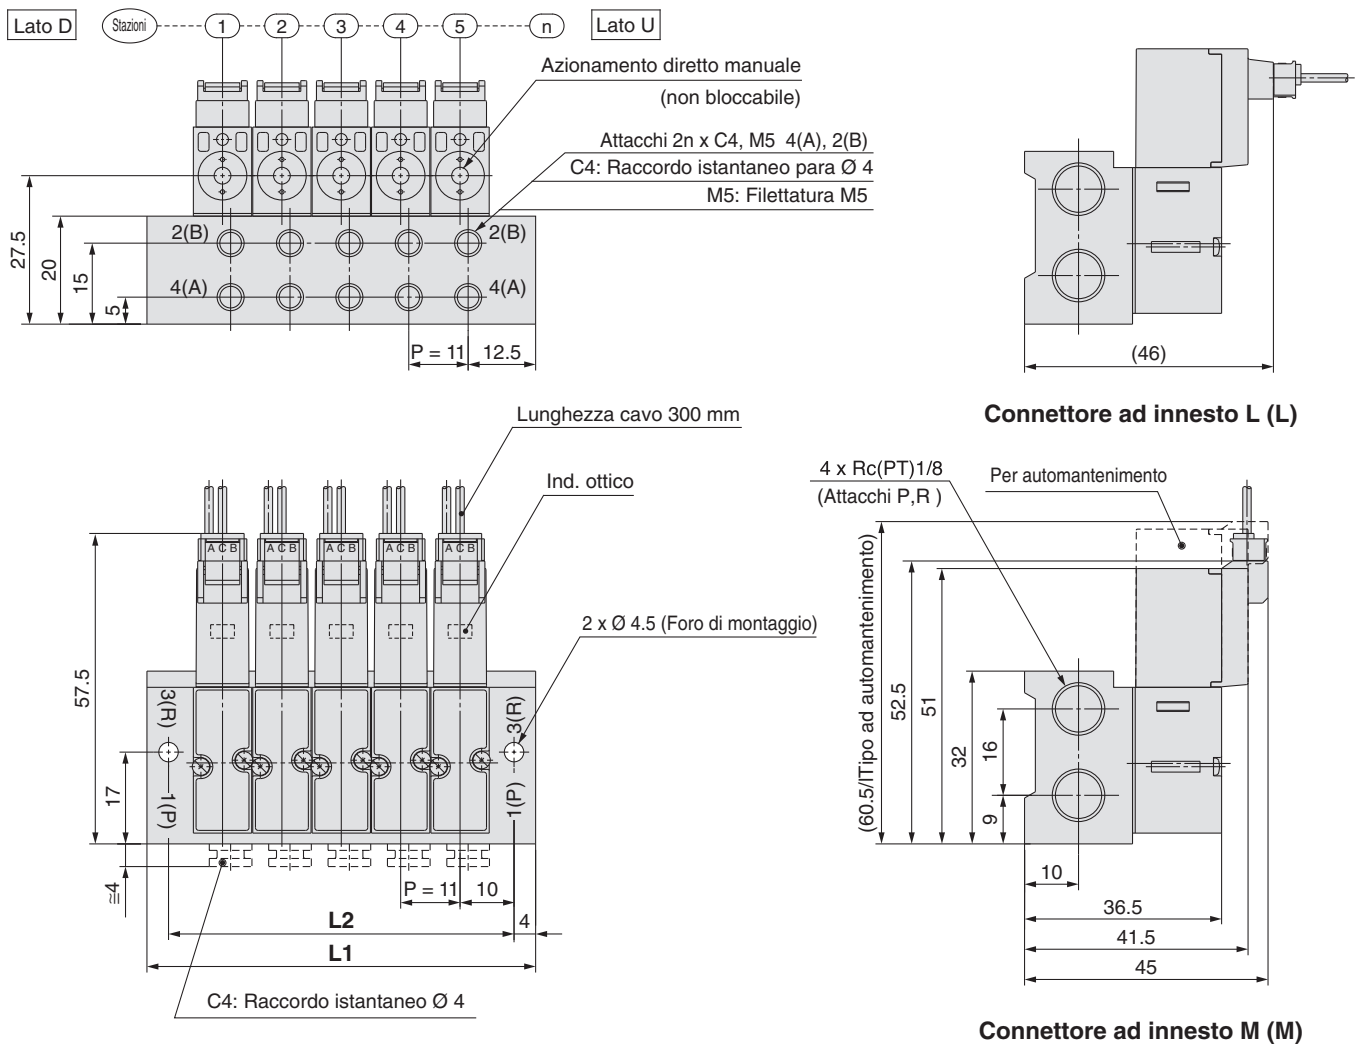 Lato D
Stazioni
1
2
3
4
5
n
Lato U
Azionamento diretto manuale
(non bloccabile)
Attacchi 2n x C4, M5 4(A), 2(B)
C4: Raccordo istantaneo para Ø 4
M5: Filettatura M5
27.5
20
15
5
2(B)
2(B)
4(A)
4(A)
P = 11
12.5
(46)
Connettore ad innesto L (L)
Lunghezza cavo 300 mm
Ind. ottico
A C B
A C B
A C B
A C B
A C B
2 x Ø 4.5 (Foro di montaggio)
57.5
17
≅4
3(R)
1(P)
3(R)
1(P)
P = 11
10
L2
4
L1
C4: Raccordo istantaneo Ø 4
4 x Rc(PT)1/8
(Attacchi P,R )
Per automantenimento
(60.5/lTipo ad automantenimento)
52.5
51
32
16
9
10
36.5
41.5
45
Connettore ad innesto M (M)